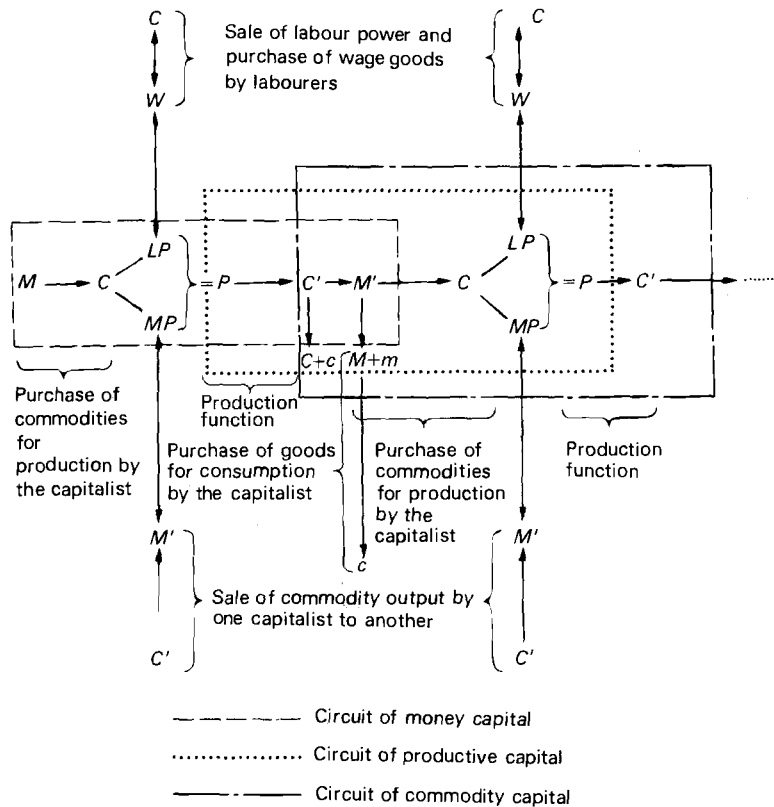 C C
Sale of labour power and
purchase of wage goods
by labourers
W W
LP LP
M C = P C' M' C = P C' ......
MP MP
C+c M+m
Purchase of
commodities
for
production by
the capitalist
Production
function
Purchase of goods
for consumption
by the capitalist
Purchase of
commodities
for production
by the
capitalist
Production
function
M' M'
c
Sale of commodity output by
one capitalist to another
C' C'
Circuit of money capital
Circuit of productive capital
Circuit of commodity capital